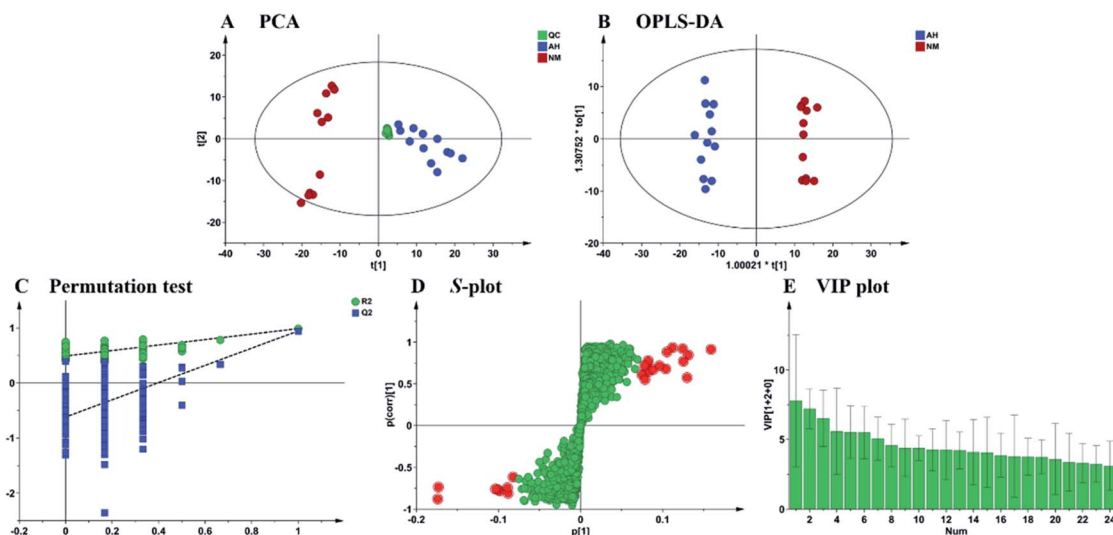 A PCA
QC
AH
NM
20
10
0
-10
-20
t[2]
-40 -30 -20 -10 0 10 20 30 40
t[1]
B OPLS-DA
AH
NM
10
0
-10
-20
1.30752 * to[1]
-40 -30 -20 -10 0 10 20 30 40
1.00021 * t[1]
C Permutation test
R2
Q2
1
0
-1
-2
-0.2 0 0.2 0.4 0.6 0.8 1
D S-plot
1
0.5
0
-0.5
-1
p(corr)[1]
-0.1 0 0.1
p[1]
E VIP plot
10
5
0
VIP[1+2+0]
2 4 6 8 10 12 14 16 18 20 22 24
Num